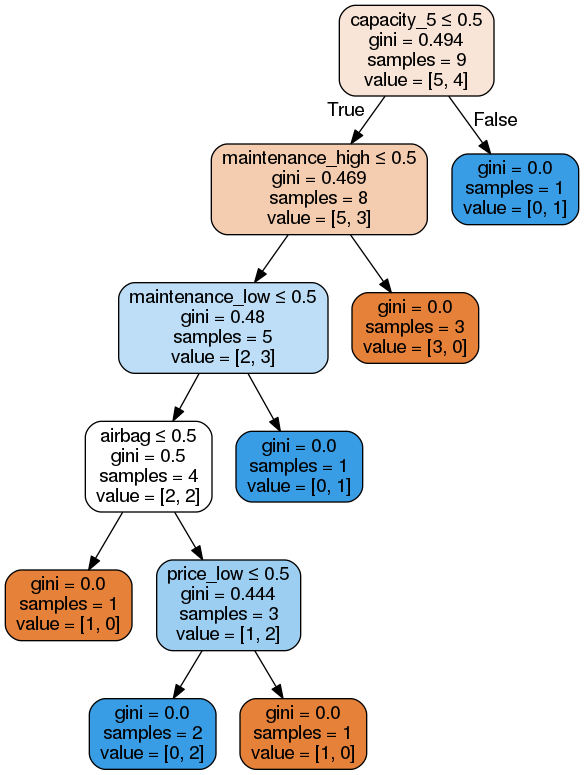 capacity_5 ≤ 0.5
gini = 0.494
samples = 9
value = [5, 4]
True
False
maintenance_high ≤ 0.5
gini = 0.469
samples = 8
value = [5, 3]
gini = 0.0
samples = 1
value = [0, 1]
maintenance_low ≤ 0.5
gini = 0.48
samples = 5
value = [2, 3]
gini = 0.0
samples = 3
value = [3, 0]
airbag ≤ 0.5
gini = 0.5
samples = 4
value = [2, 2]
gini = 0.0
samples = 1
value = [0, 1]
gini = 0.0
samples = 1
value = [1, 0]
price_low ≤ 0.5
gini = 0.444
samples = 3
value = [1, 2]
gini = 0.0
samples = 2
value = [0, 2]
gini = 0.0
samples = 1
value = [1, 0]